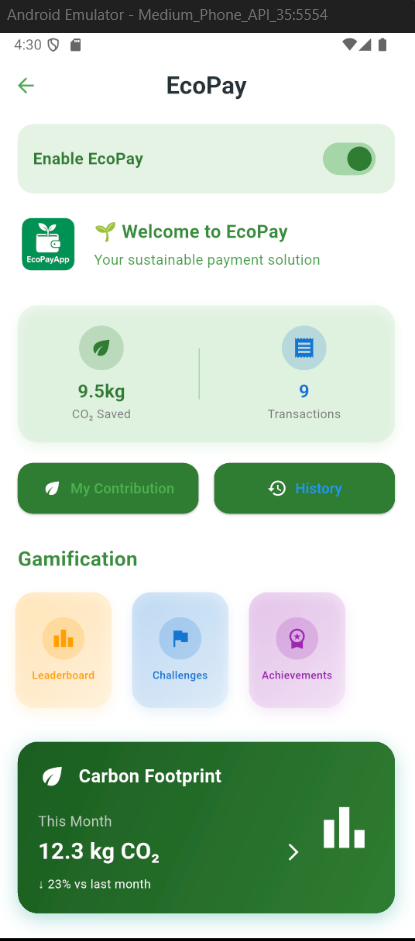 Android Emulator - Medium_Phone_API_35:5554
4:30
EcoPay
Enable EcoPay
EcoPayApp
🌱 Welcome to EcoPay
Your sustainable payment solution
9.5kg
CO₂ Saved
9
Transactions
My Contribution
History
Gamification
Leaderboard
Challenges
Achievements
Carbon Footprint
This Month
12.3 kg CO₂
↓ 23% vs last month